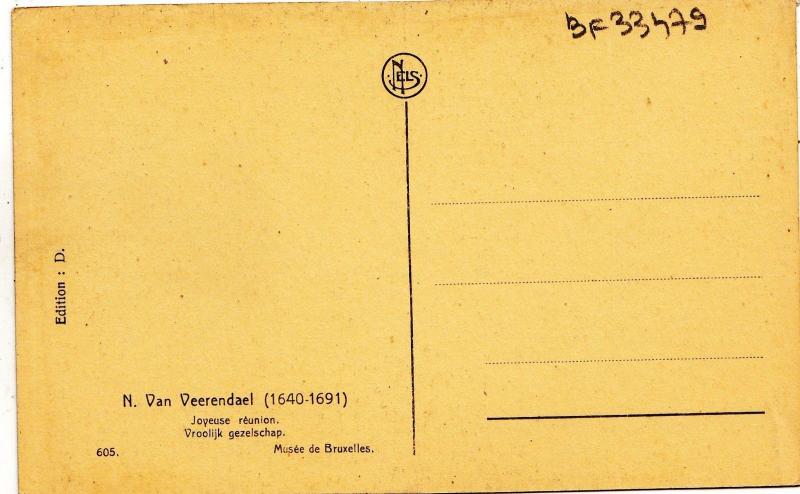 BF33479
NELS
Edition : D.
N. Van Veerendael (1640-1691)
Joyeuse réunion.
Vroolijk gezelschap.
605. Musée de Bruxelles.